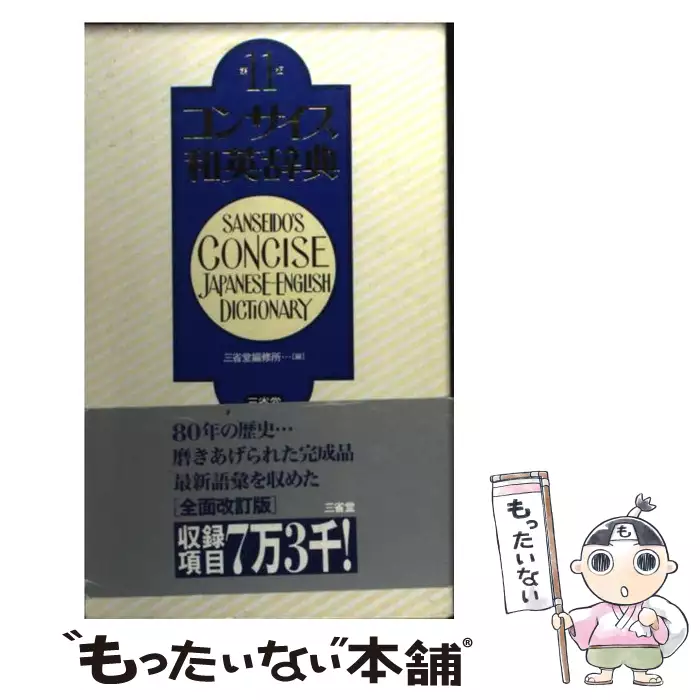 第11版
コンサイス
和英辞典
SANSEIDO'S
CONCISE
JAPANESE-ENGLISH
DICTIONARY
三省堂編修所…[編]
三省堂
80年の歴史…
磨きあげられた完成品
最新語彙を収めた
[全面改訂版]
三省堂
収録
項目
7万3千!
もったいない
も
"もったいない本舗"®